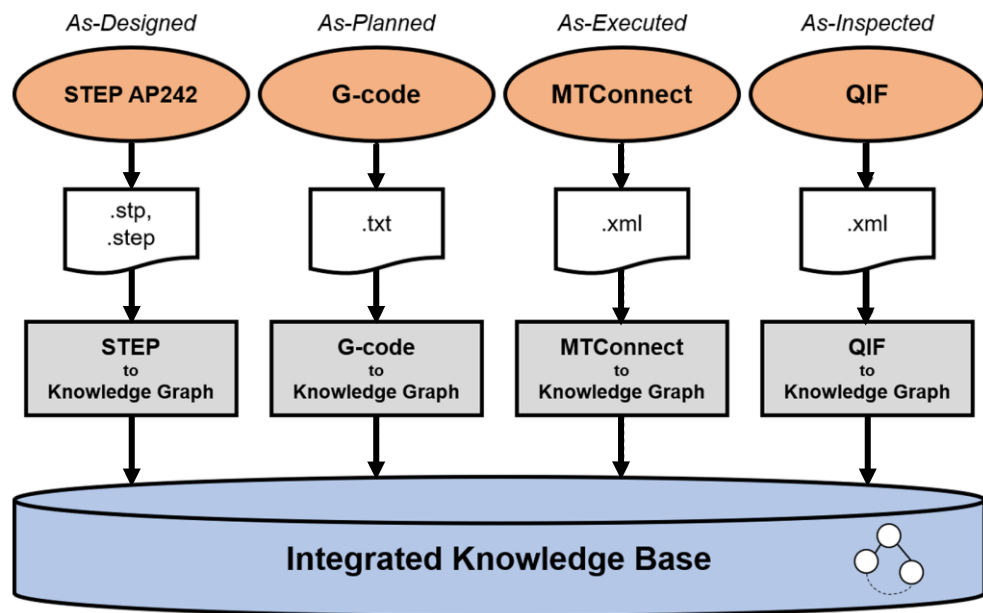 As-Designed
As-Planned
As-Executed
As-Inspected
STEP AP242
G-code
MTConnect
QIF
.stp,
.step
.txt
.xml
.xml
STEP
to
Knowledge Graph
G-code
to
Knowledge Graph
MTConnect
to
Knowledge Graph
QIF
to
Knowledge Graph
Integrated Knowledge Base